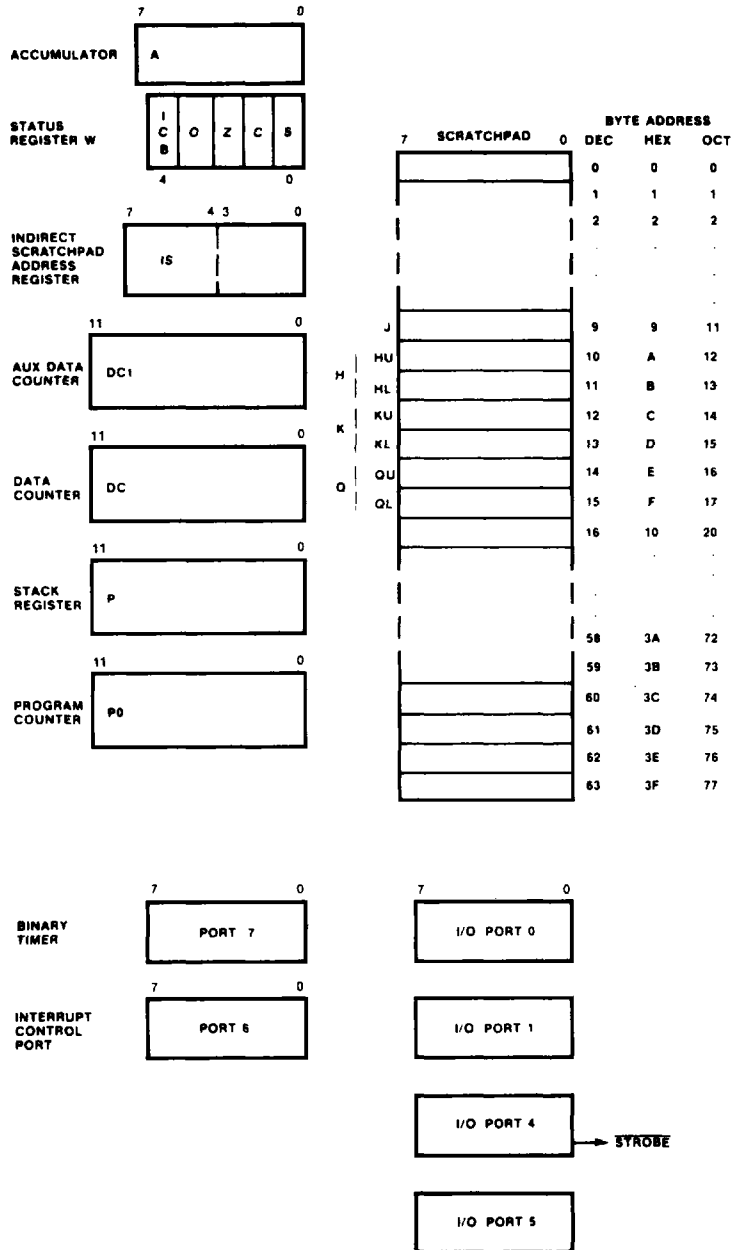 7 0
ACCUMULATOR
A
STATUS
REGISTER W
I
C
B
O Z C S
4 0
7 4 3 0
INDIRECT
SCRATCHPAD
ADDRESS
REGISTER
IS
11 0
AUX DATA
COUNTER
DC1
11 0
DATA
COUNTER
DC
11 0
STACK
REGISTER
P
11 0
PROGRAM
COUNTER
P0
BYTE ADDRESS
7 SCRATCHPAD 0 DEC HEX OCT
0 0 0
1 1 1
2 2 2
J 9 9 11
H
HU 10 A 12
HL 11 B 13
K
KU 12 C 14
KL 13 D 15
Q
QU 14 E 16
QL 15 F 17
16 10 20
58 3A 72
59 3B 73
60 3C 74
61 3D 75
62 3E 76
63 3F 77
7 0
BINARY
TIMER
PORT 7
7 0
INTERRUPT
CONTROL
PORT
PORT 6
7 0
I/O PORT 0
I/O PORT 1
I/O PORT 4
STROBE
I/O PORT 5